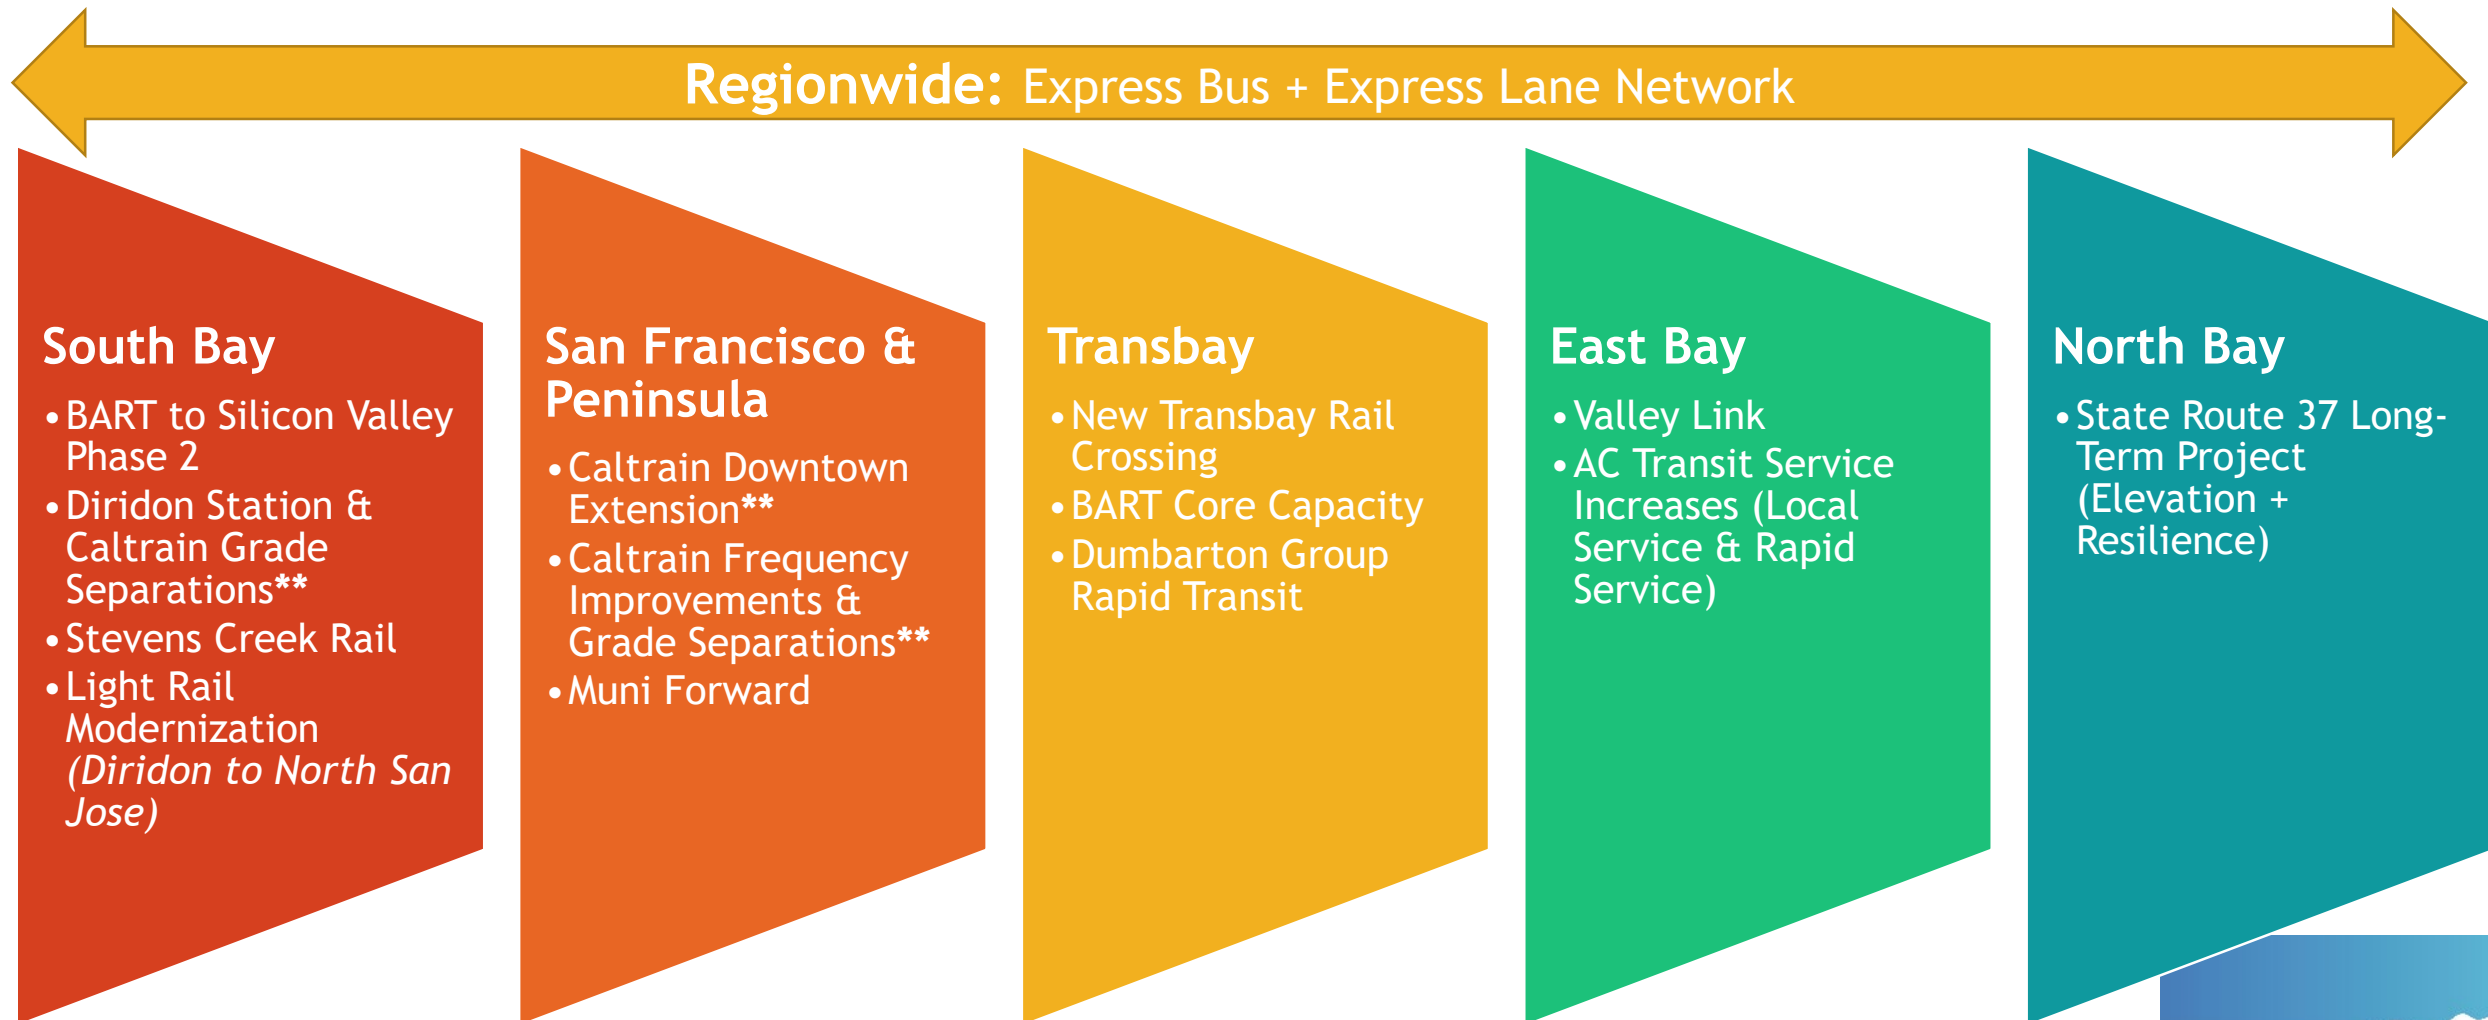 Regionwide: Express Bus + Express Lane Network
South Bay
•BART to Silicon Valley
Phase 2
•Diridon Station &
Caltrain Grade
Separations**
•Stevens Creek Rail
•Light Rail
Modernization
(Diridon to North San
Jose)
San Francisco &
Peninsula
•Caltrain Downtown
Extension**
•Caltrain Frequency
Improvements &
Grade Separations**
•Muni Forward
Transbay
•New Transbay Rail
Crossing
•BART Core Capacity
•Dumbarton Group
Rapid Transit
East Bay
•Valley Link
•AC Transit Service
Increases (Local
Service & Rapid
Service)
North Bay
•State Route 37 Long-
Term Project
(Elevation +
Resilience)